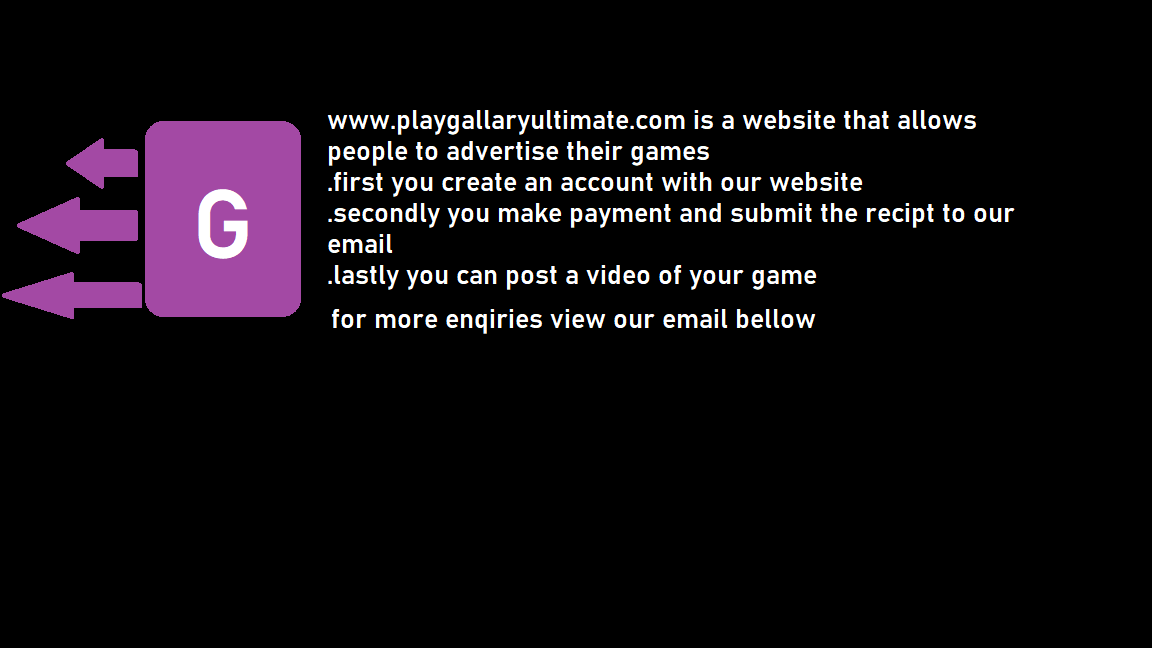 G
www.playgallaryultimate.com is a website that allows
people to advertise their games
.first you create an account with our website
.secondly you make payment and submit the recipt to our
email
.lastly you can post a video of your game
for more enqiries view our email bellow